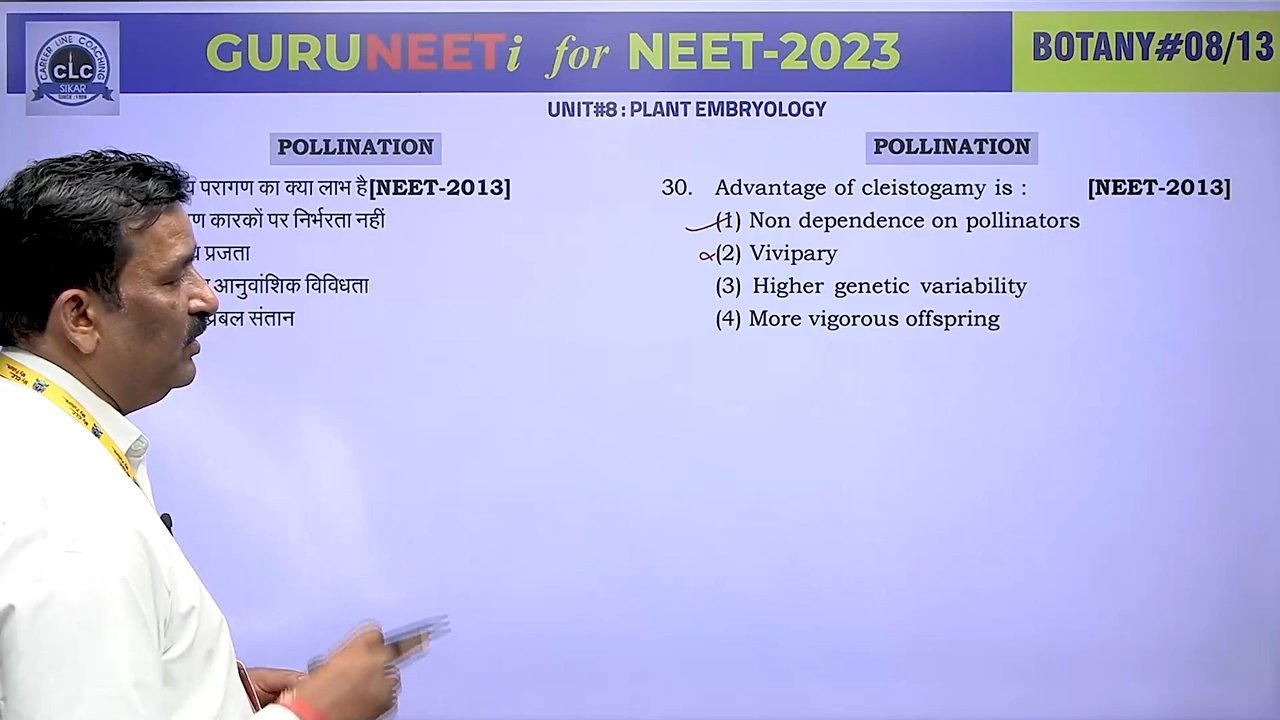 CAREER LINE COACHING
CLC
SIKAR
SINCE : 1996
GURUNEETi for NEET-2023
BOTANY#08/13
UNIT#8 : PLANT EMBRYOLOGY
POLLINATION
परागण का क्या लाभ है[NEET-2013]
कारकों पर निर्भरता नहीं
प्रजता
आनुवांशिक विविधता
संतान
POLLINATION
30. Advantage of cleistogamy is : [NEET-2013]
(1) Non dependence on pollinators
(2) Vivipary
(3) Higher genetic variability
(4) More vigorous offspring